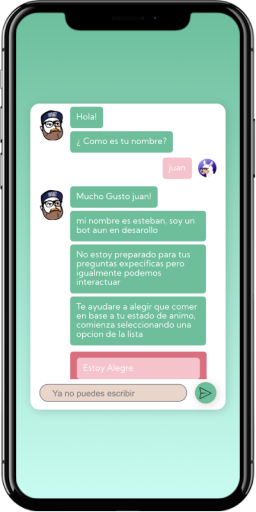 Hola!
¿ Como es tu nombre?
juan
Mucho Gusto juan!
mi nombre es esteban, soy un
bot aun en desarollo
No estoy preparado para tus
preguntas expecificas pero
igualmente podemos
interactuar
Te ayudare a alegir que comer
en base a tu estado de animo,
comienza seleccionando una
opcion de la lista
Estoy Alegre
Ya no puedes escribir